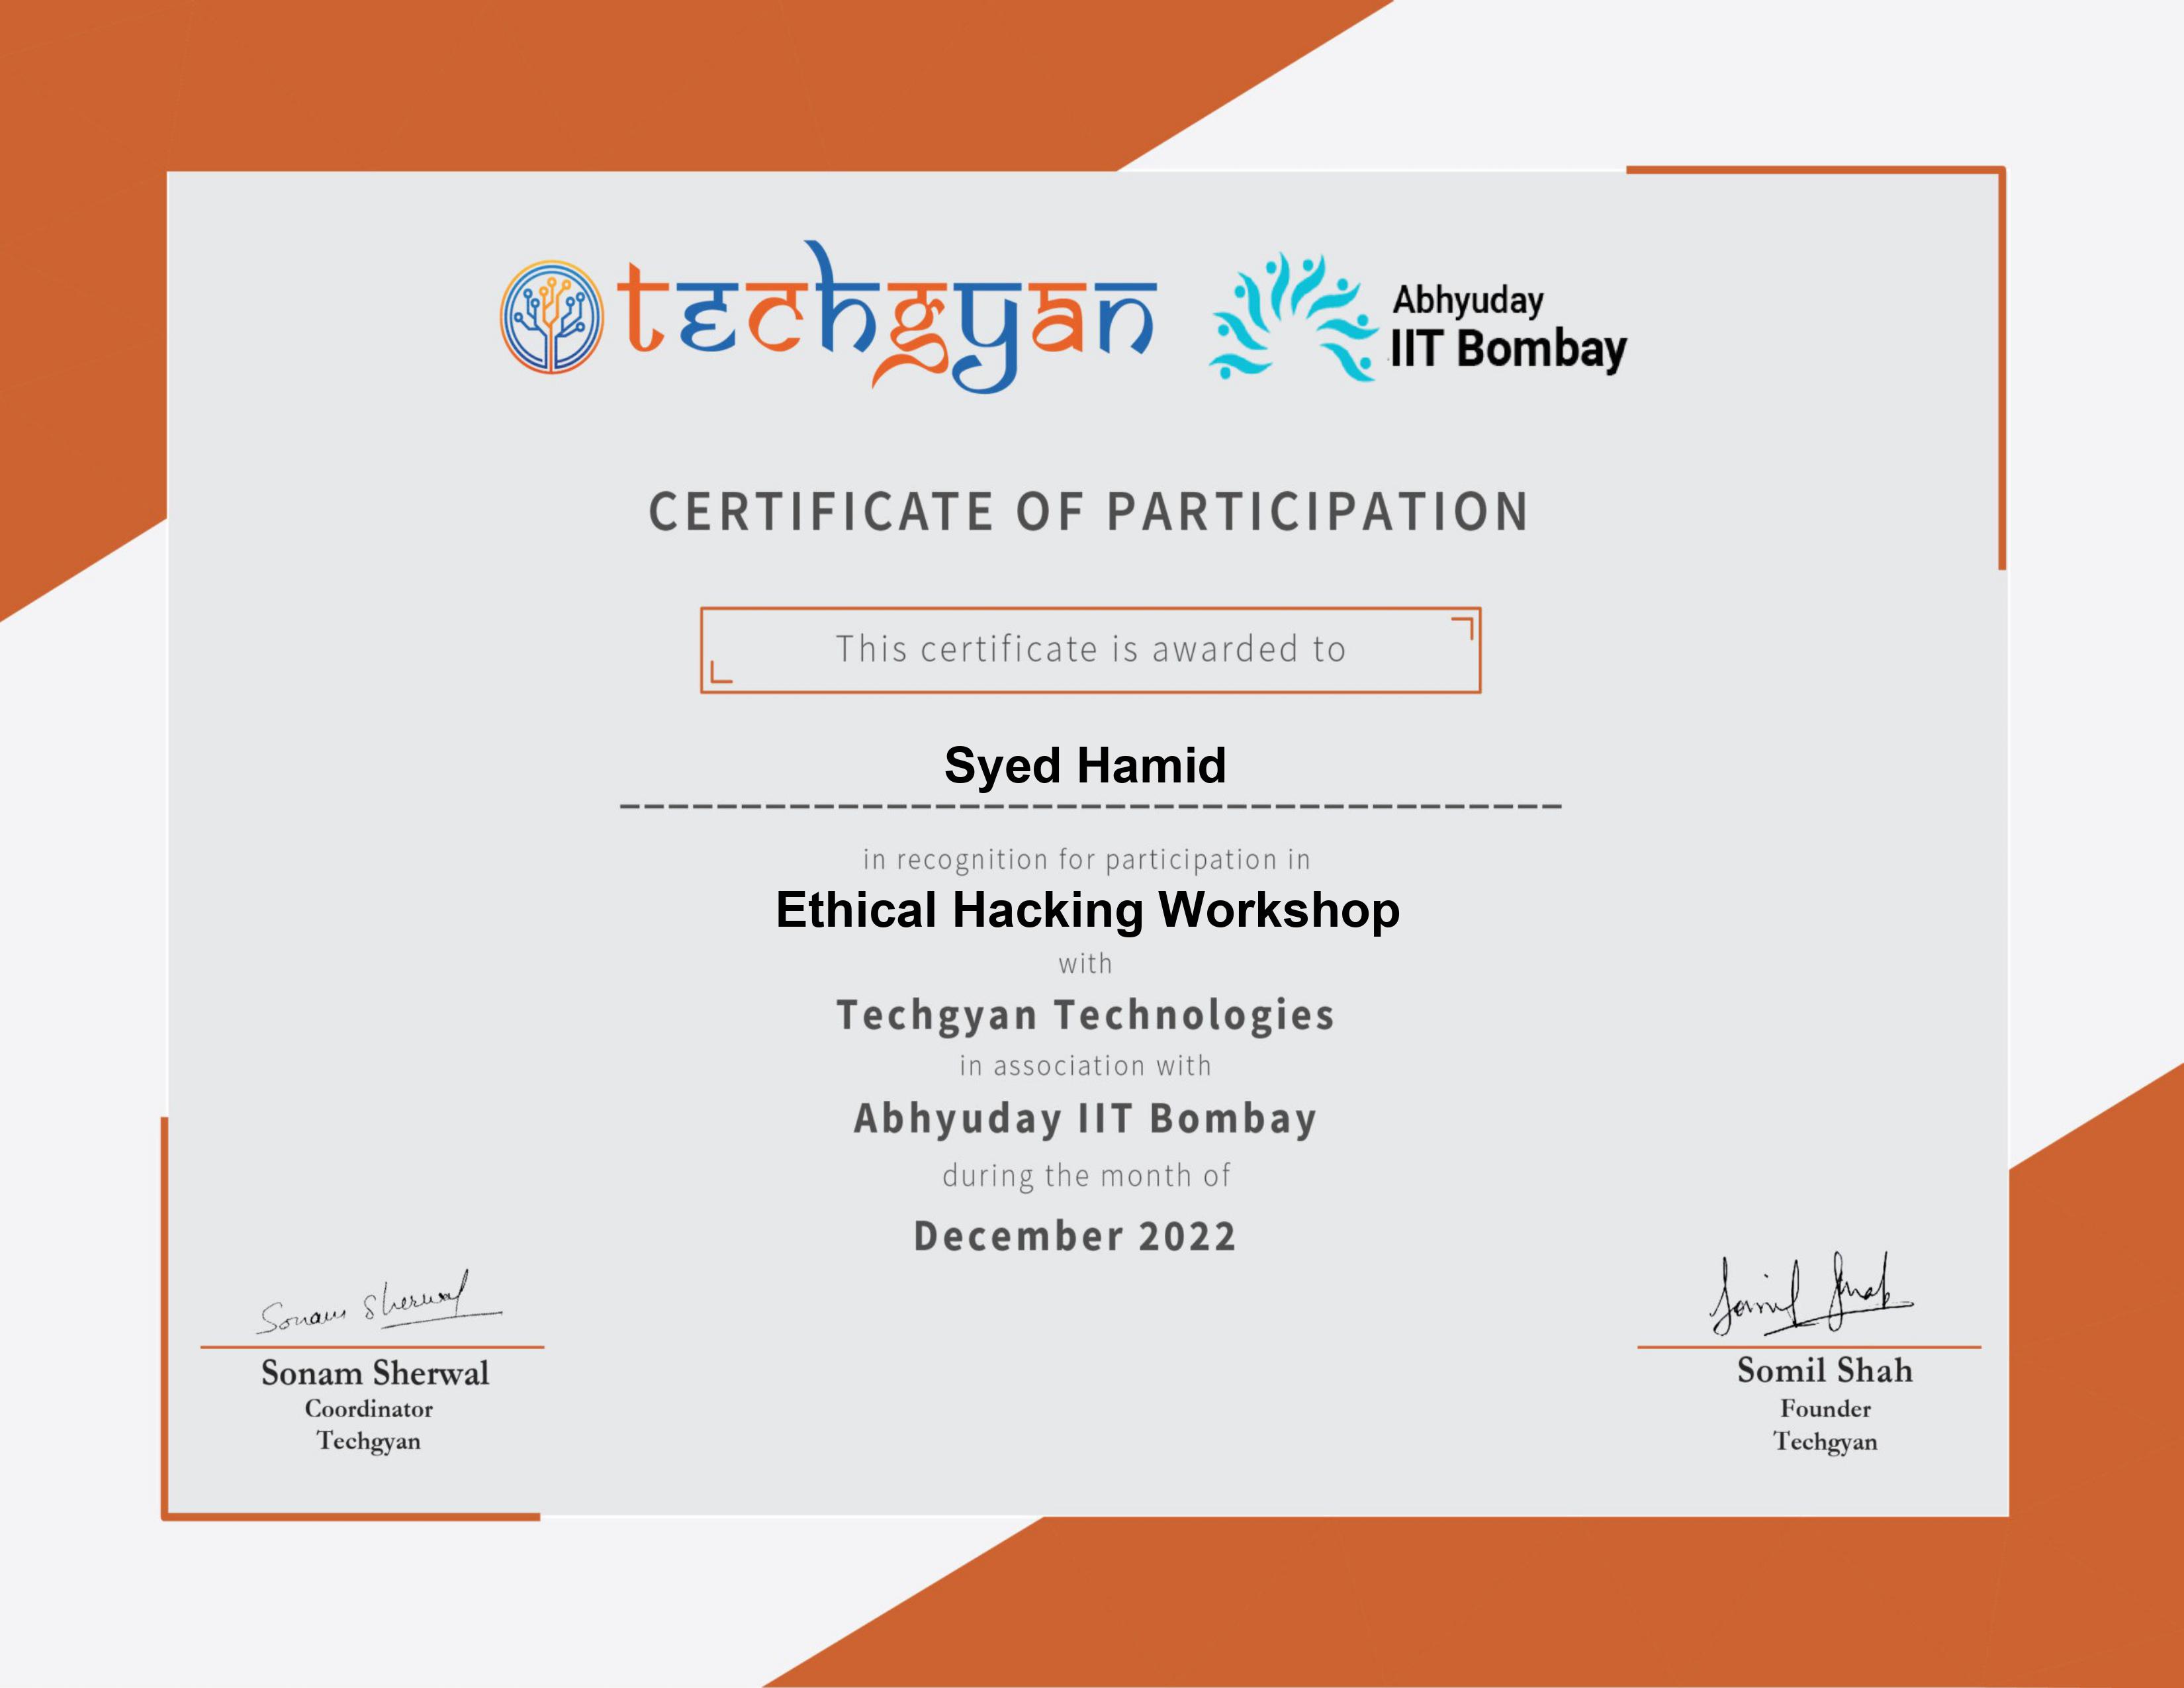 techgyan
Abhyuday
IIT Bombay
CERTIFICATE OF PARTICIPATION
This certificate is awarded to
Syed Hamid
in recognition for participation in
Ethical Hacking Workshop
with
Techgyan Technologies
in association with
Abhyuday IIT Bombay
during the month of
December 2022
Sonam Sherwal
Sonam Sherwal
Coordinator
Techgyan
Somil Shah
Somil Shah
Founder
Techgyan